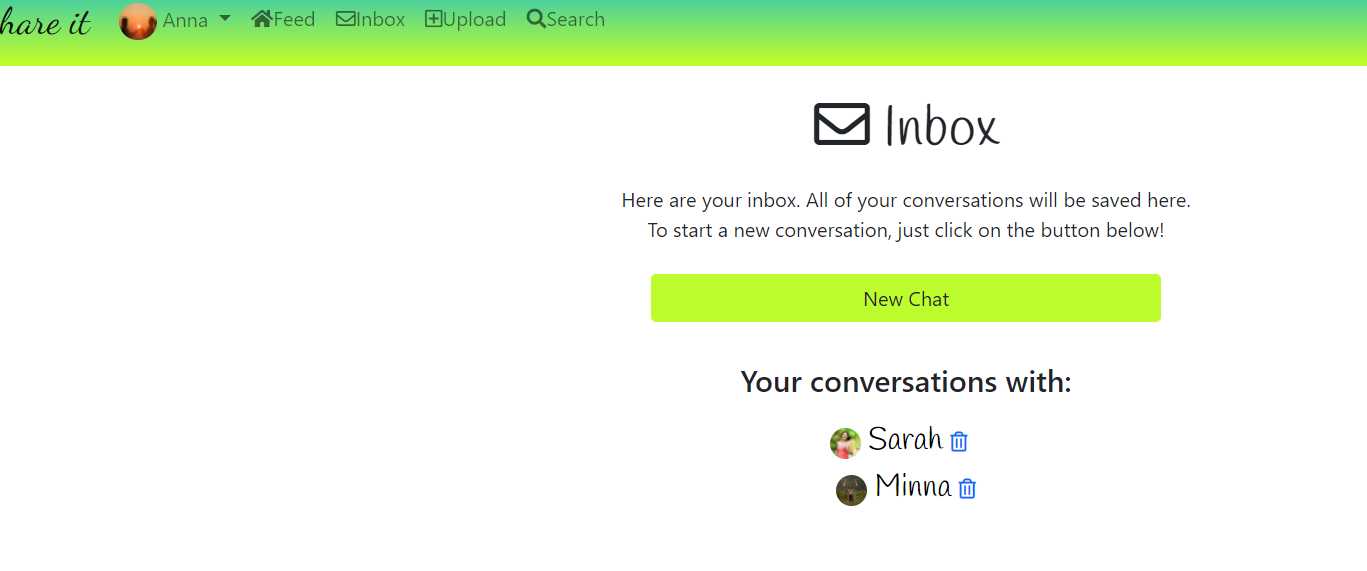 hare it Anna Feed Inbox Upload Search
Inbox
Here are your inbox. All of your conversations will be saved here.
To start a new conversation, just click on the button below!
New Chat
Your conversations with:
Sarah
Minna